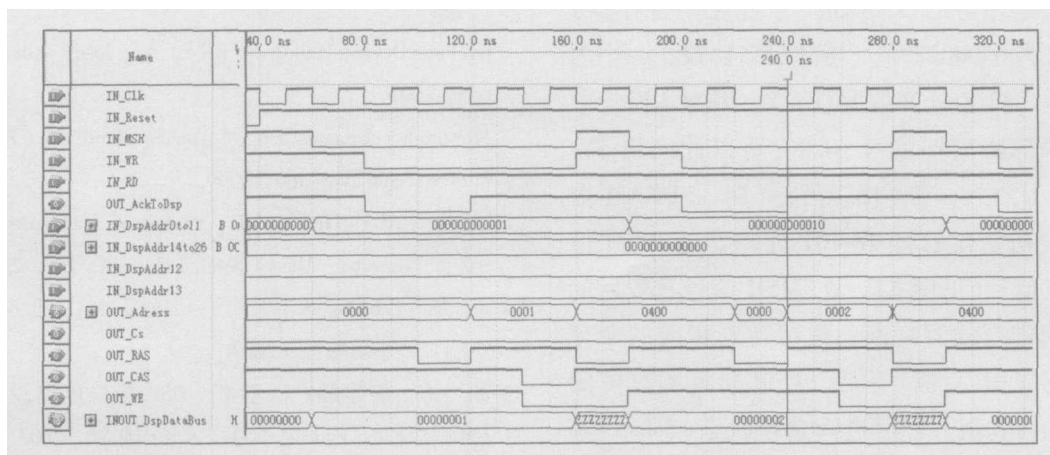 Name
40.0 ns 80.0 ns 120.0 ns 160.0 ns 200.0 ns 240.0 ns 280.0 ns 320.0 ns
240.0 ns
IN_Clk
IN_Reset
IN_MSK
IN_WR
IN_RD
OUT_AckToDsp
IN_DspAddr0to11 B 000000000 000000000001 000000000010
IN_DspAddr14to26 B 0000000000000
IN_DspAddr12
IN_DspAddr13
OUT_Adress 0000 0001 0400 0000 0002 0400
OUT_Cs
OUT_RAS
OUT_CAS
OUT_WE
INOUT_DspDataBus H 00000000 00000001 ZZZZZZZZ 00000002 ZZZZZZZZ